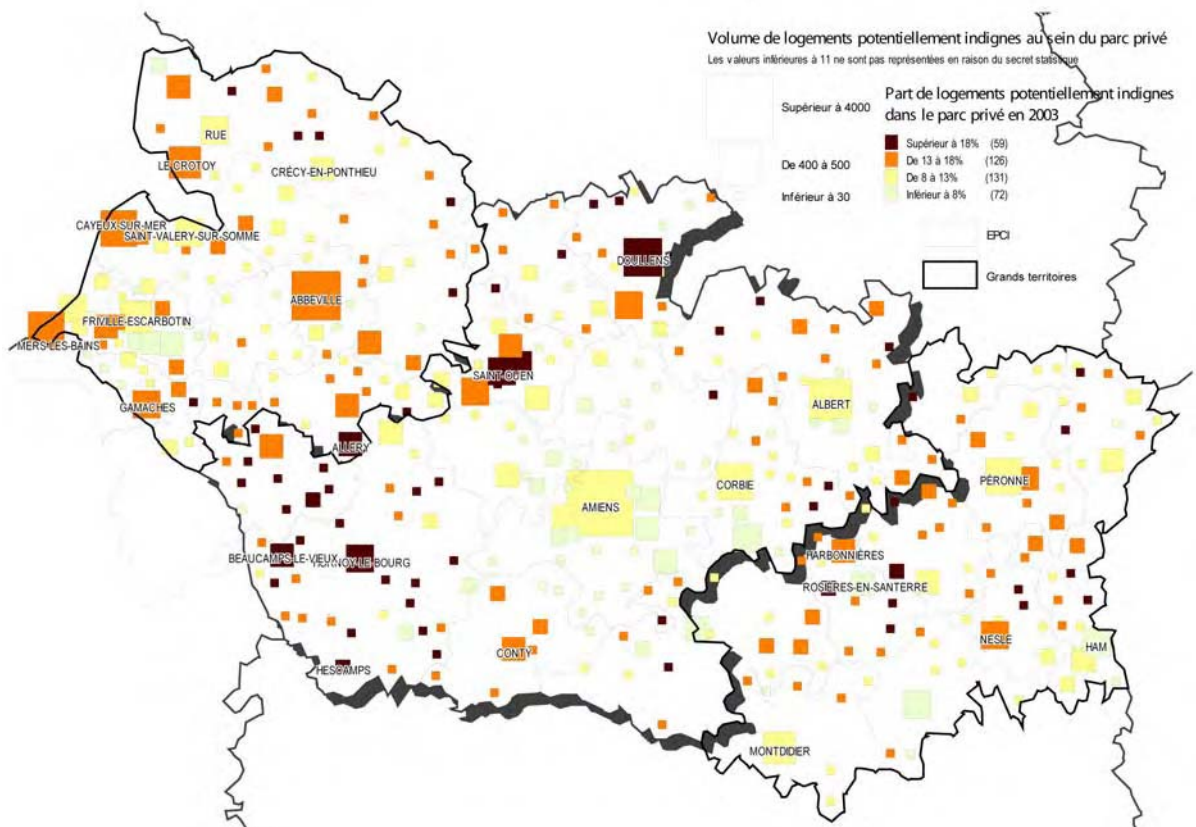 Volume de logements potentiellement indignes au sein du parc privé
Les valeurs inférieures à 11 ne sont pas représentées en raison du secret statistique
Supérieur à 4000
De 400 à 500
Inférieur à 30
Part de logements potentiellement indignes
dans le parc privé en 2003
Supérieur à 18% (59)
De 13 à 18% (126)
De 8 à 13% (131)
Inférieur à 8% (72)
EPCI
Grands territoires
RUE
LE CROTOY
CRÉCY-EN-PONTHIEU
CAYEUX-SUR-MER
SAINT-VALERY-SUR-SOMME
DOULLENS
ABBEVILLE
FRIVILLE-ESCARBOTIN
MERS-LES-BAINS
SAINT-OUEN
GAMACHES
ALBERT
ALLERY
PÉRONNE
CORBIE
AMIENS
BEAUCAMPS-LE-VIEUX
HORNOY-LE-BOURG
HARBONNIÈRES
ROSIÈRES-EN-SANTERRE
NESLE
HAM
CONTY
HESCAMPS
MONTDIDIER